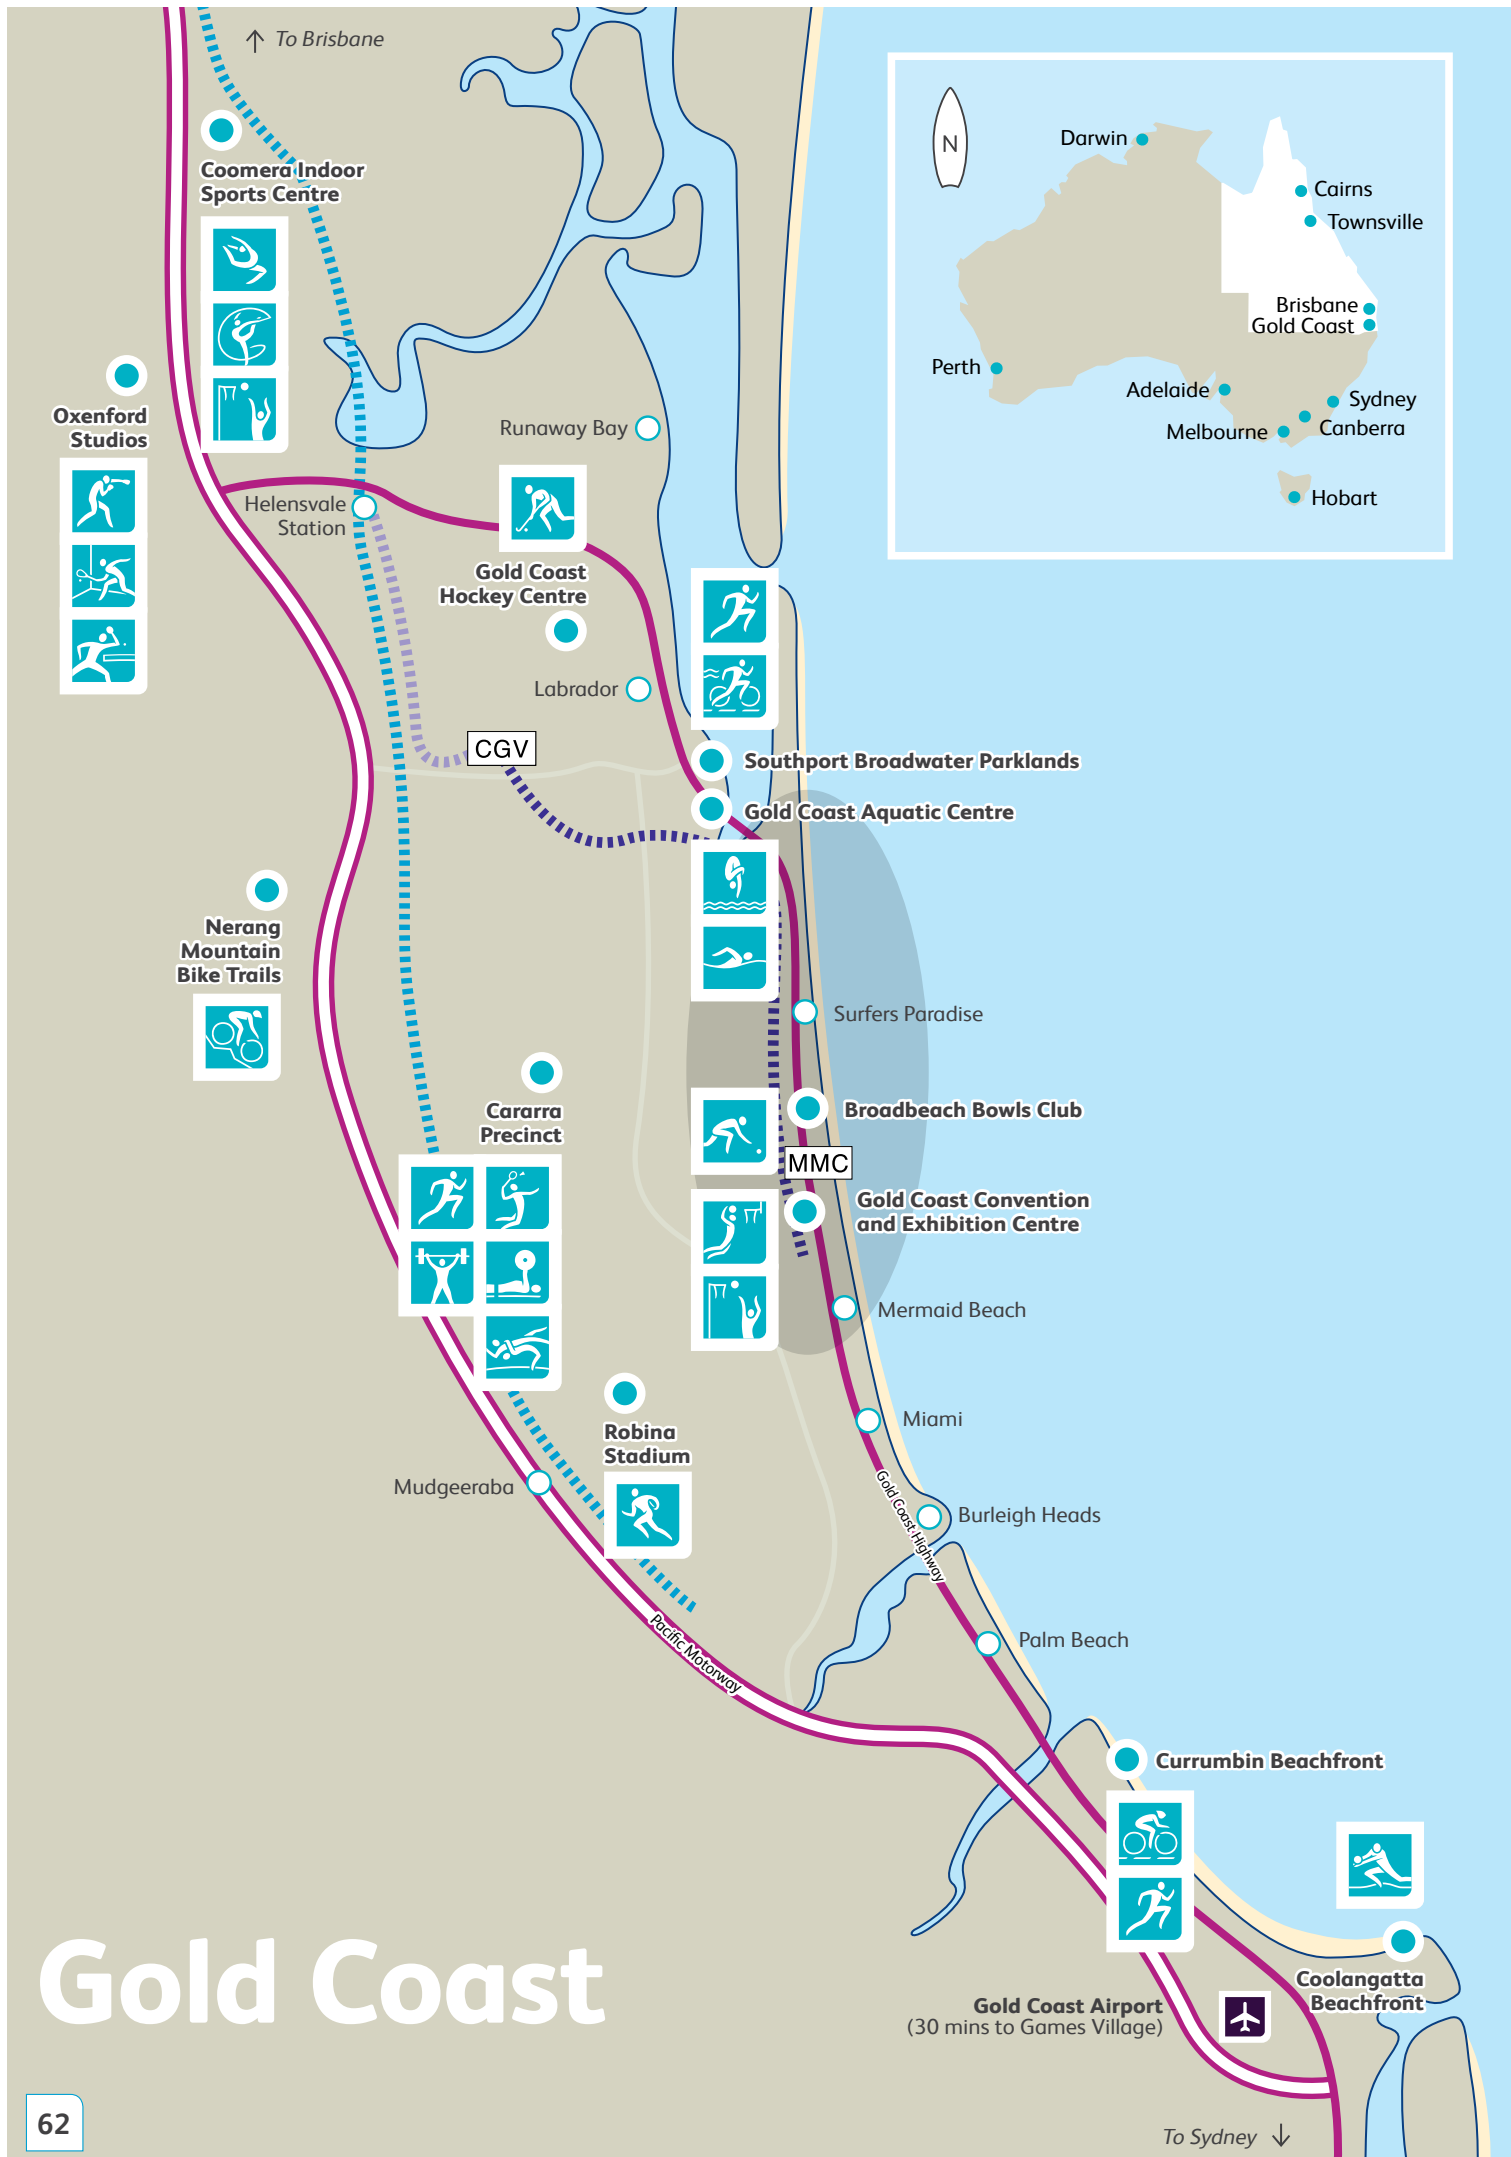 To Brisbane
Coomera Indoor
Sports Centre
Oxenford
Studios
Runaway Bay
Helensvale
Station
Gold Coast
Hockey Centre
Labrador
CGV
Southport Broadwater Parklands
Gold Coast Aquatic Centre
Nerang
Mountain
Bike Trails
Surfers Paradise
Cararra
Precinct
Broadbeach Bowls Club
MMC
Gold Coast Convention
and Exhibition Centre
Mermaid Beach
Robina
Stadium
Miami
Mudgeeraba
Gold Coast Highway
Burleigh Heads
Pacific Motorway
Palm Beach
Currumbin Beachfront
Coolangatta
Beachfront
Gold Coast Airport
(30 mins to Games Village)
To Sydney
Gold Coast
62
N
Darwin
Cairns
Townsville
Brisbane
Gold Coast
Perth
Adelaide
Sydney
Canberra
Melbourne
Hobart